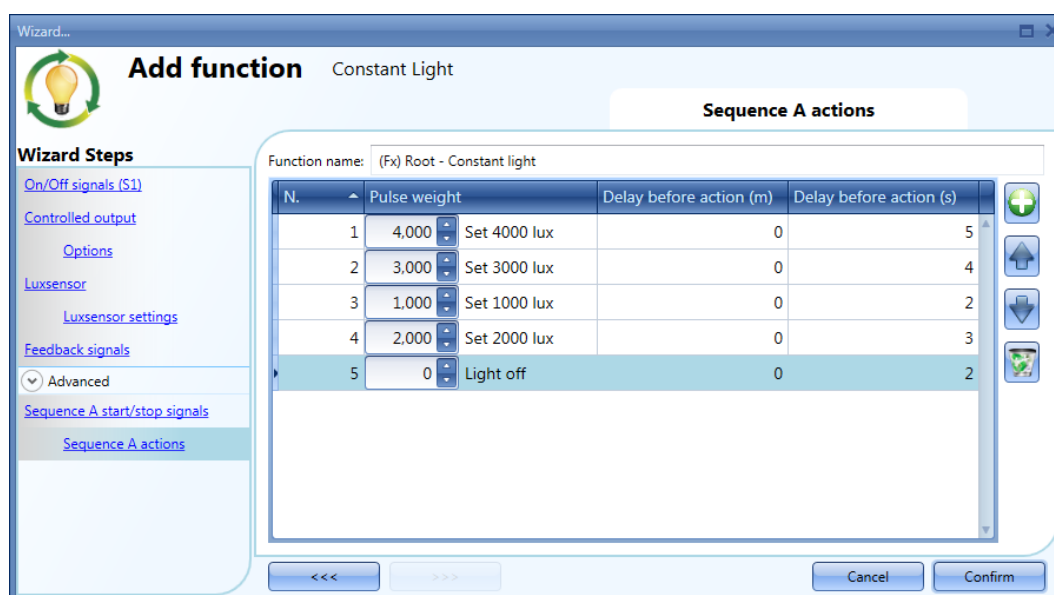 Wizard...
Add function Constant Light
Sequence A actions
Wizard Steps
On/Off signals (S1)
Controlled output
Options
Luxsensor
Luxsensor settings
Feedback signals
Advanced
Sequence A start/stop signals
Sequence A actions
Function name: (Fx) Root - Constant light
N. Pulse weight Delay before action (m) Delay before action (s)
1 4,000 Set 4000 lux 0 5
2 3,000 Set 3000 lux 0 4
3 1,000 Set 1000 lux 0 2
4 2,000 Set 2000 lux 0 3
5 0 Light off 0 2
<<< >>> Cancel Confirm